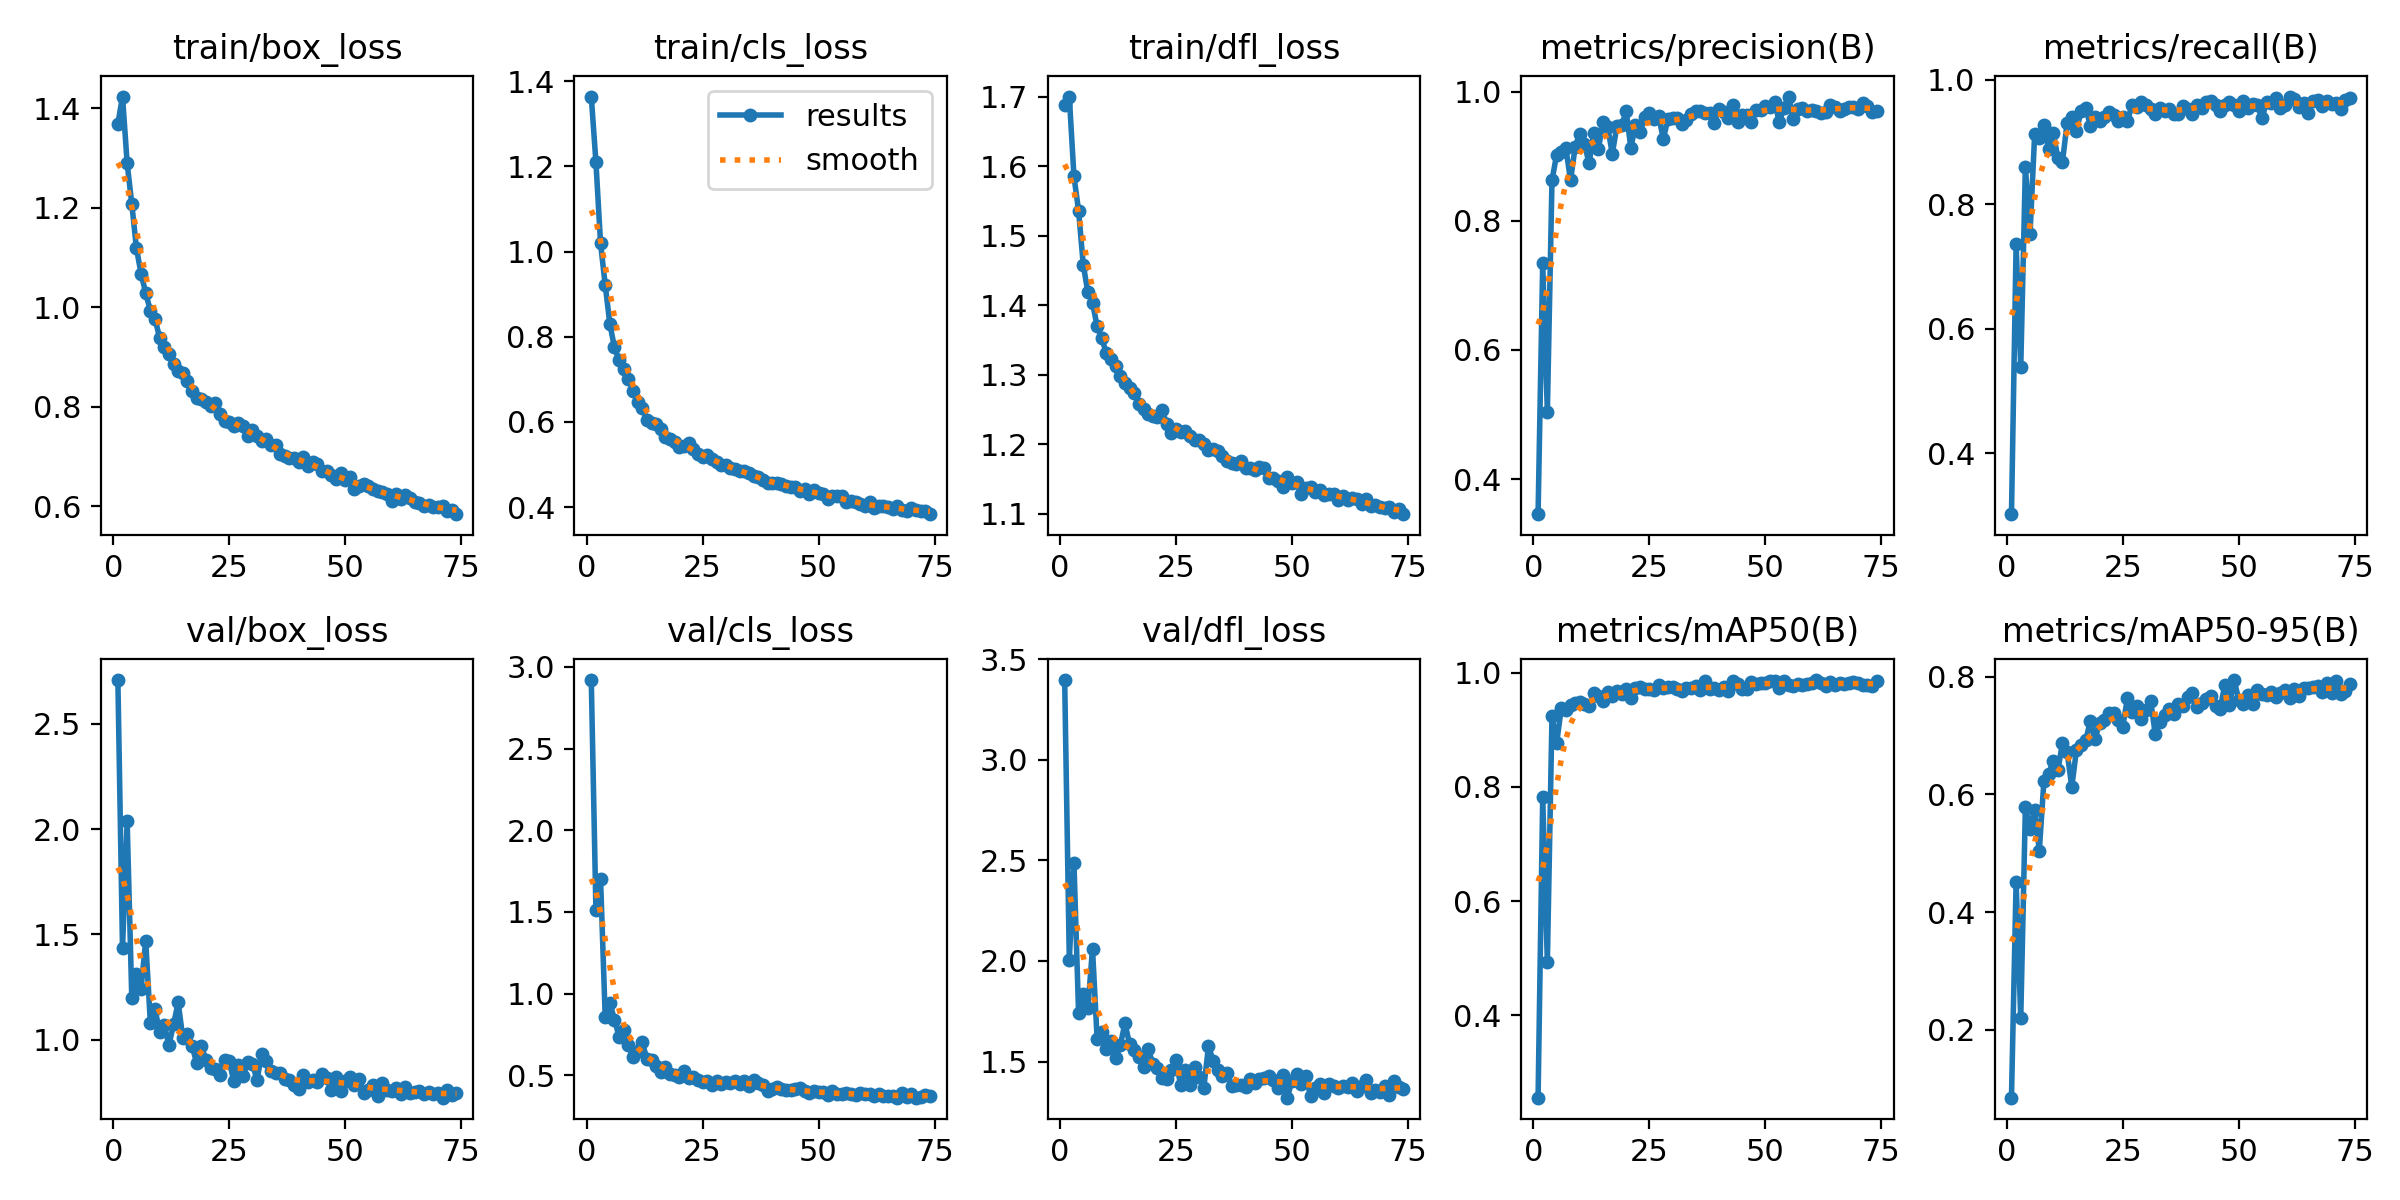 train/box_loss
1.4
1.2
1.0
0.8
0.6
0 25 50 75
train/cls_loss
results
smooth
1.4
1.2
1.0
0.8
0.6
0.4
0 25 50 75
train/dfl_loss
1.7
1.6
1.5
1.4
1.3
1.2
1.1
0 25 50 75
metrics/precision(B)
1.0
0.8
0.6
0.4
0 25 50 75
metrics/recall(B)
1.0
0.8
0.6
0.4
0 25 50 75
val/box_loss
2.5
2.0
1.5
1.0
0 25 50 75
val/cls_loss
3.0
2.5
2.0
1.5
1.0
0.5
0 25 50 75
val/dfl_loss
3.5
3.0
2.5
2.0
1.5
0 25 50 75
metrics/mAP50(B)
1.0
0.8
0.6
0.4
0 25 50 75
metrics/mAP50-95(B)
0.8
0.6
0.4
0.2
0 25 50 75